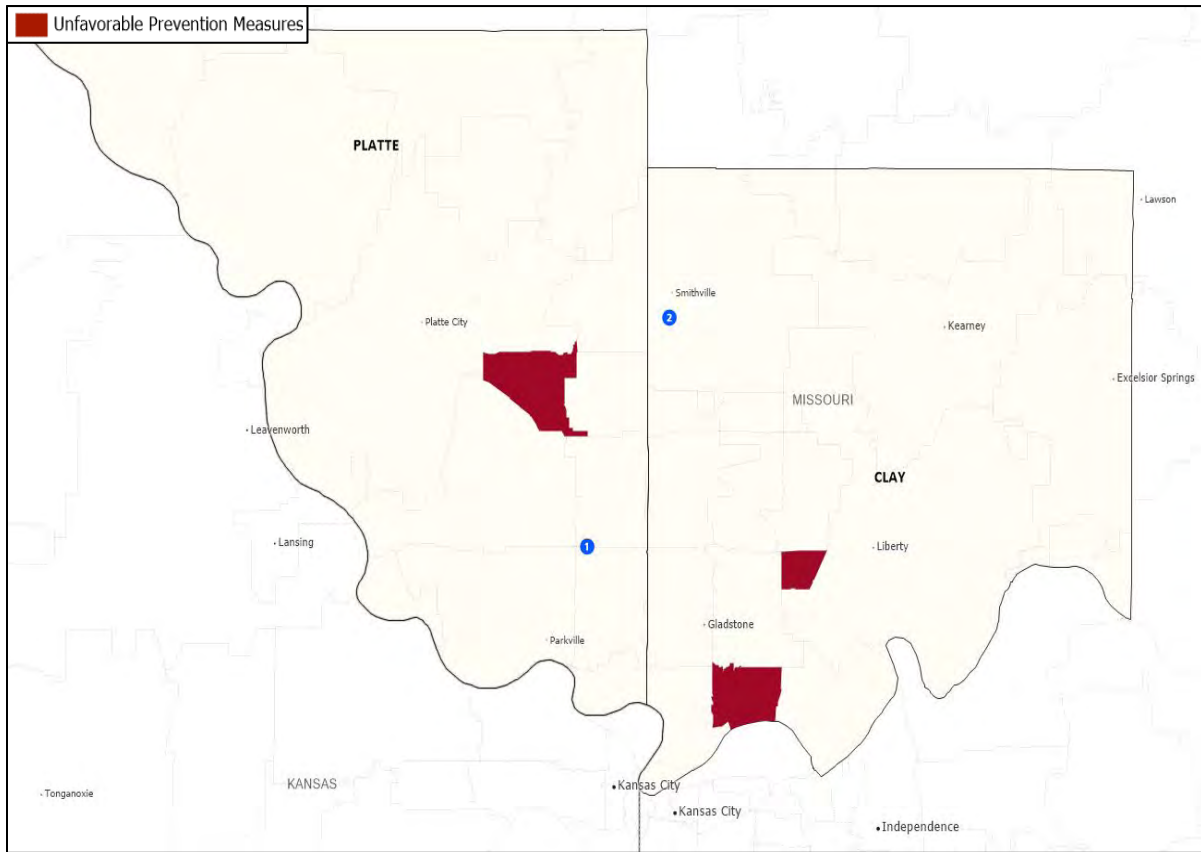 Unfavorable Prevention Measures
PLATTE
Lawson
Smithville
2
Platte City
Kearney
Excelsior Springs
MISSOURI
Leavenworth
CLAY
Lansing
1
Liberty
Gladstone
Parkville
KANSAS
Kansas City
Tonganoxie
Kansas City
Independence